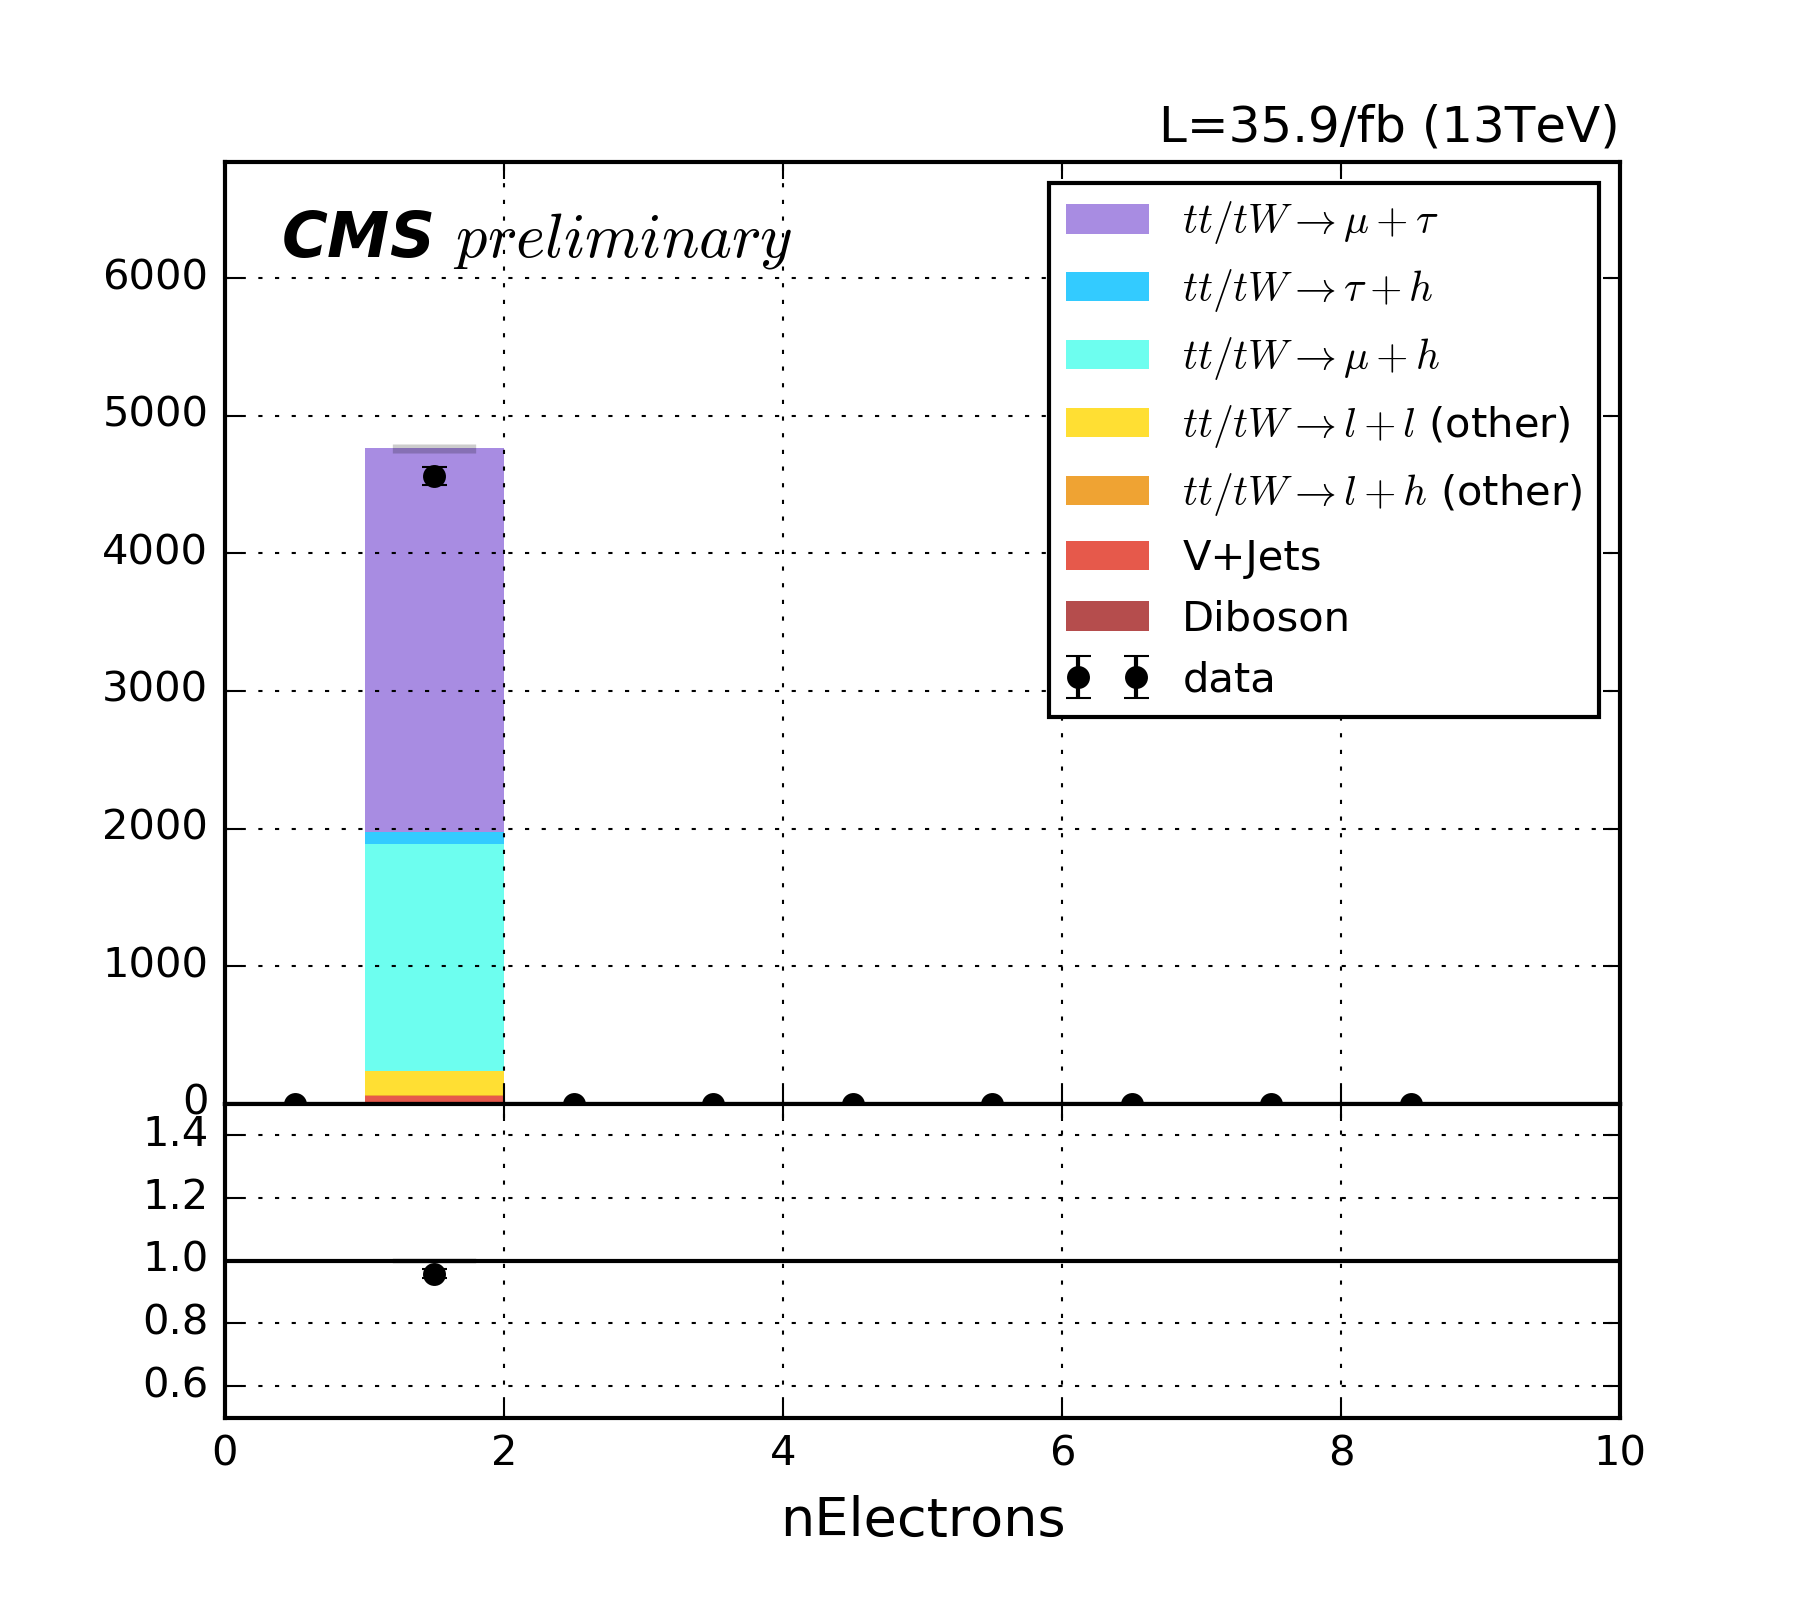 L=35.9/fb (13TeV)
CMS preliminary
tt/tW→μ+τ
tt/tW→τ+h
tt/tW→μ+h
tt/tW→l+l (other)
tt/tW→l+h (other)
V+Jets
Diboson
data
6000
5000
4000
3000
2000
1000
0
1.4
1.2
1.0
0.8
0.6
0 2 4 6 8 10
nElectrons